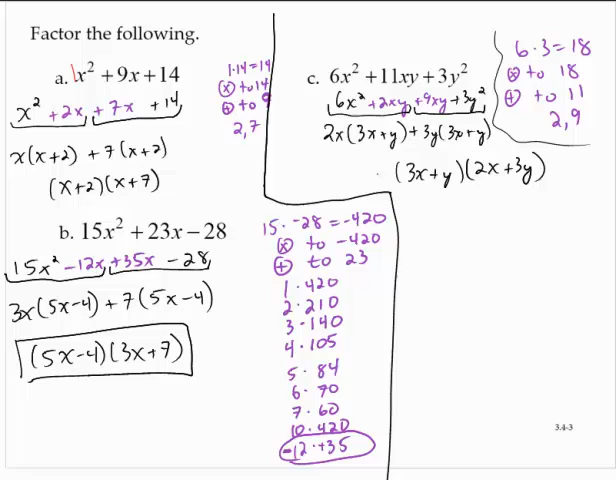 Factor the following.
a. 1x² + 9x + 14
x² + 2x + 7x + 14
x(x+2) + 7(x+2)
(x+2)(x+7)
1·14=14
⊗ to 14
⊕ to 9
2,7
b. 15x² + 23x − 28
15x² − 12x + 35x − 28
3x(5x−4) + 7(5x−4)
(5x−4)(3x+7)
15·−28 = −420
⊗ to −420
⊕ to 23
1·420
2·210
3·140
4·105
5·84
6·70
7·60
10·420
−12·+35
c. 6x² + 11xy + 3y²
6x² + 2xy + 9xy + 3y²
2x(3x+y) + 3y(3x+y)
(3x+y)(2x+3y)
6·3=18
⊗ to 18
⊕ to 11
2,9
3.4-3